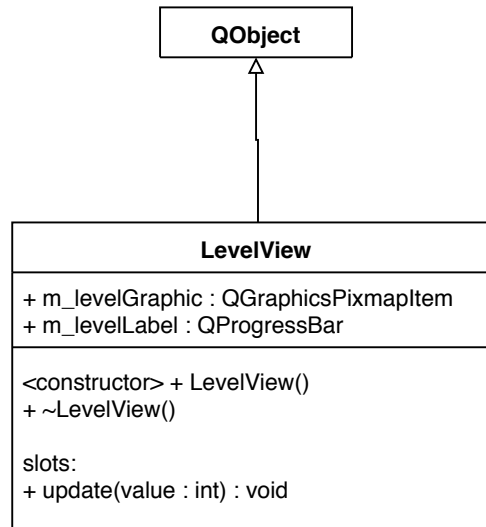 QObject
LevelView
+ m_levelGraphic : QGraphicsPixmapItem
+ m_levelLabel : QProgressBar
<constructor> + LevelView()
+ ~LevelView()
slots:
+ update(value : int) : void